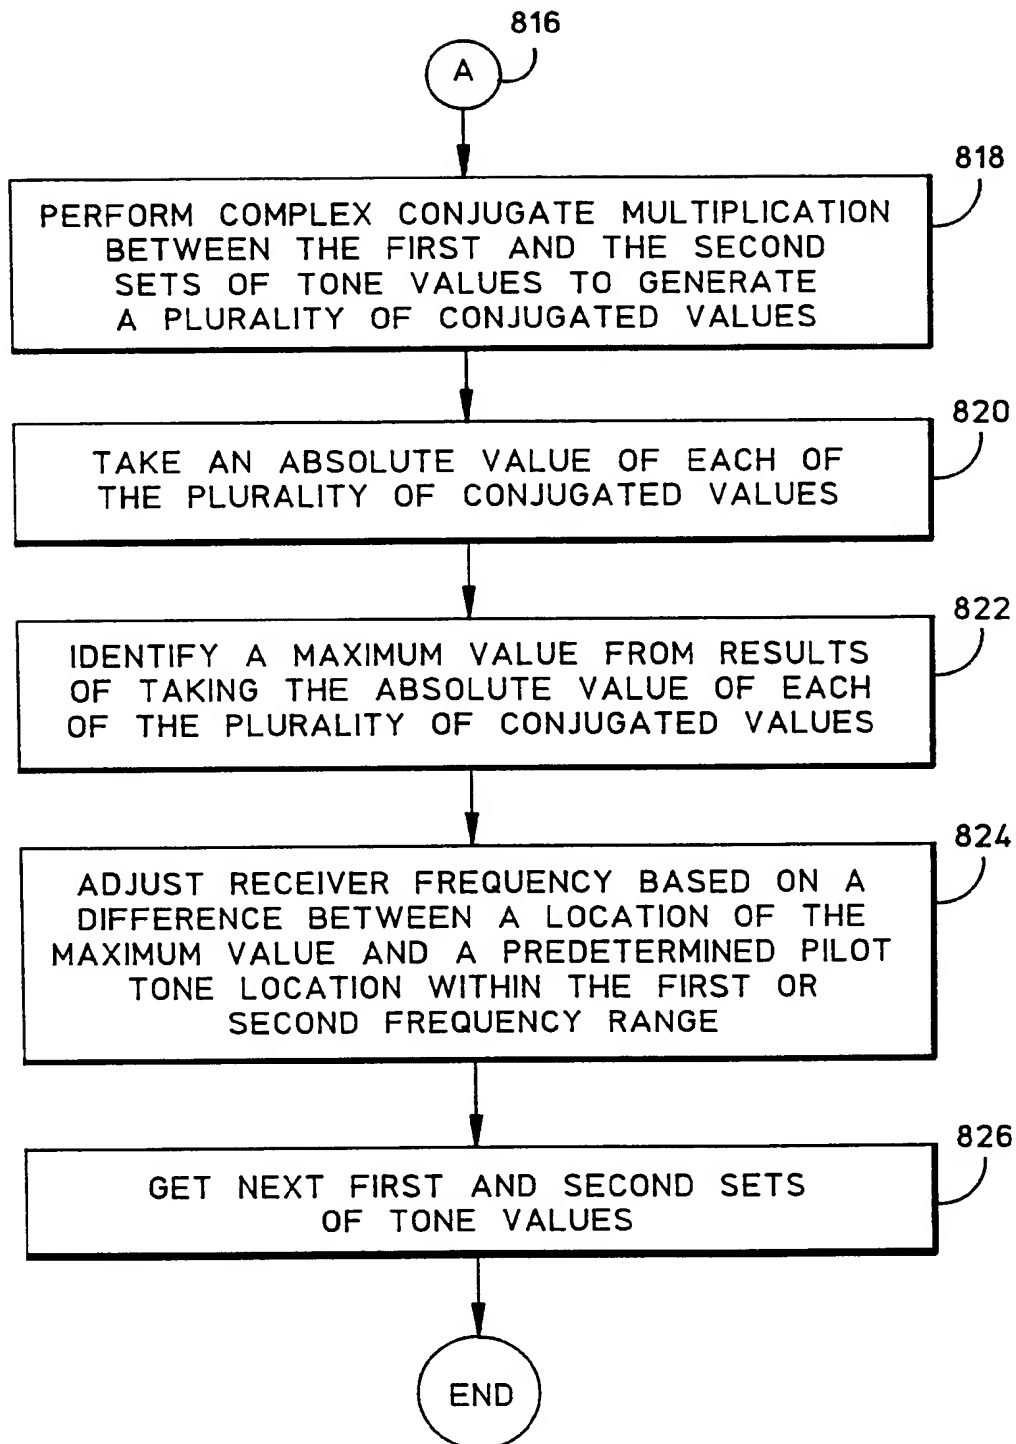 816
A
818
PERFORM COMPLEX CONJUGATE MULTIPLICATION
BETWEEN THE FIRST AND THE SECOND
SETS OF TONE VALUES TO GENERATE
A PLURALITY OF CONJUGATED VALUES
820
TAKE AN ABSOLUTE VALUE OF EACH OF
THE PLURALITY OF CONJUGATED VALUES
822
IDENTIFY A MAXIMUM VALUE FROM RESULTS
OF TAKING THE ABSOLUTE VALUE OF EACH
OF THE PLURALITY OF CONJUGATED VALUES
824
ADJUST RECEIVER FREQUENCY BASED ON A
DIFFERENCE BETWEEN A LOCATION OF THE
MAXIMUM VALUE AND A PREDETERMINED PILOT
TONE LOCATION WITHIN THE FIRST OR
SECOND FREQUENCY RANGE
826
GET NEXT FIRST AND SECOND SETS
OF TONE VALUES
END